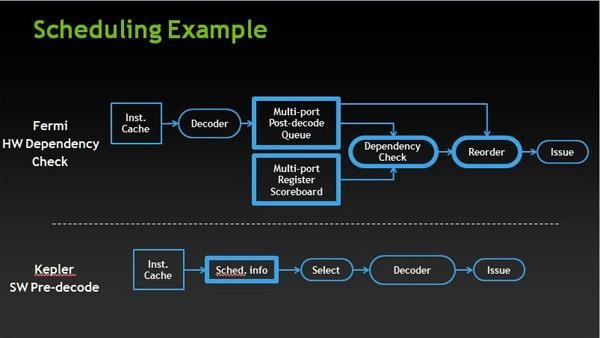 Scheduling Example
Fermi
HW Dependency
Check
Inst.
Cache
Decoder
Multi-port
Post-decode
Queue
Multi-port
Register
Scoreboard
Dependency
Check
Reorder
Issue
Kepler
SW Pre-decode
Inst.
Cache
Sched. info
Select
Decoder
Issue